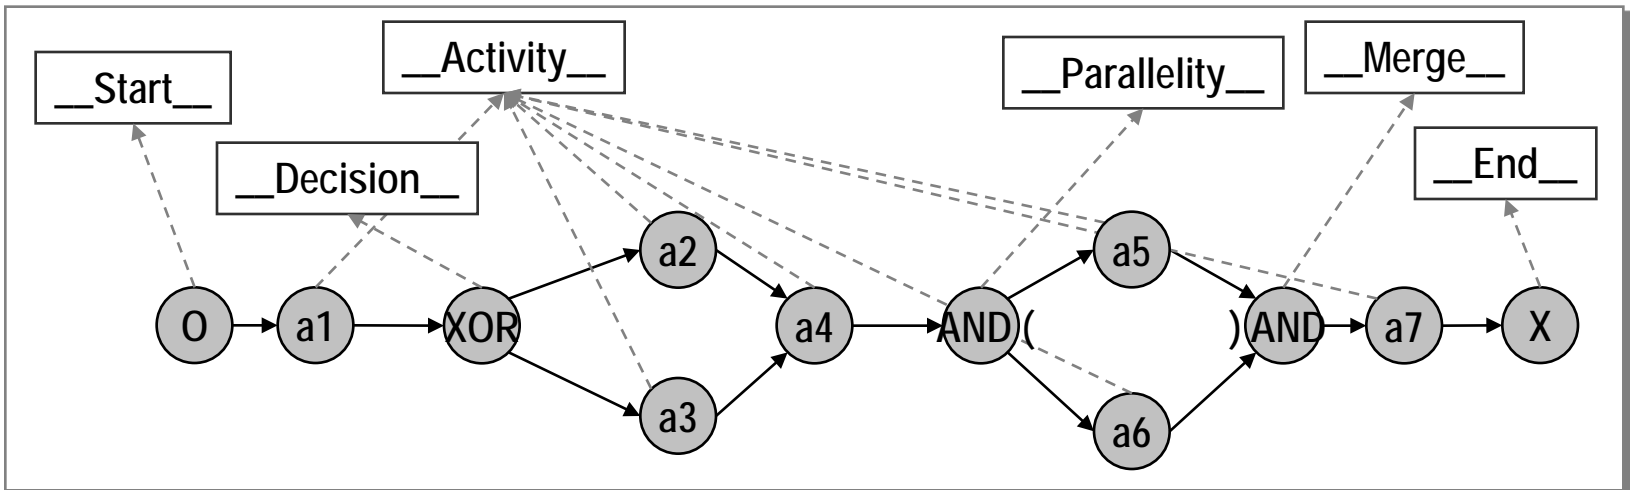 __Start__
__Activity__
__Decision__
__Parallelity__
__Merge__
__End__
O
a1
XOR
a2
a3
a4
AND (
a5
a6
) AND
a7
X